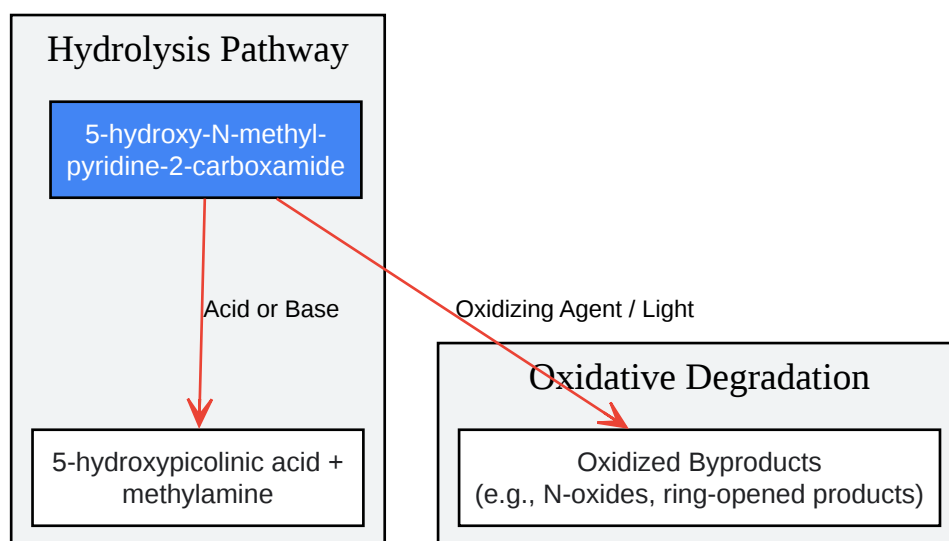 Hydrolysis Pathway
5-hydroxy-N-methyl-
pyridine-2-carboxamide
Acid or Base
Oxidizing Agent / Light
Oxidative Degradation
5-hydroxypicolinic acid +
methylamine
Oxidized Byproducts
(e.g., N-oxides, ring-opened products)